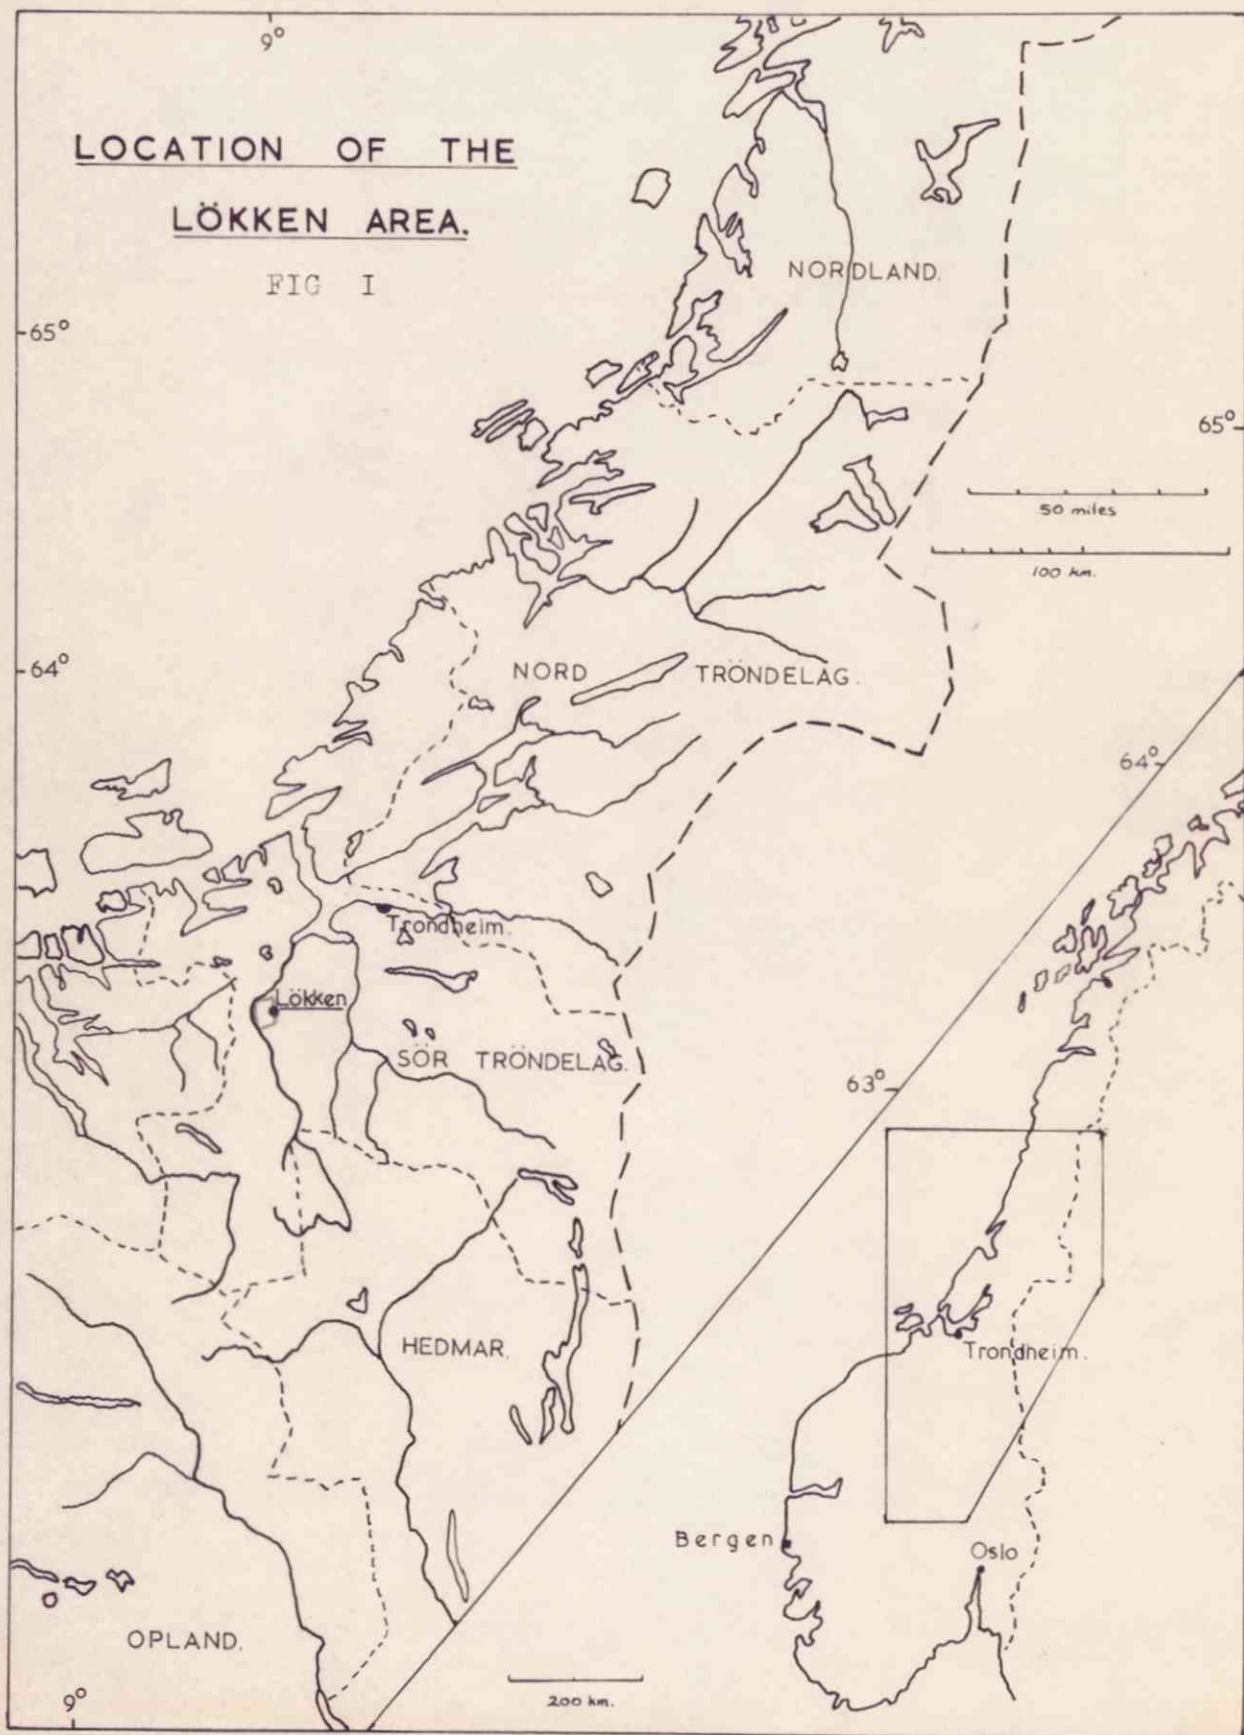 9°
LOCATION OF THE
LÖKKEN AREA.
FIG I
NORDLAND.
65°
65°
50 miles
100 km.
64°
NORD TRÖNDELAG.
64°
Trondheim.
Lökken
SÖR TRÖNDELAG.
63°
HEDMAR.
Trondheim.
Bergen
Oslo
OPLAND.
9°
200 km.